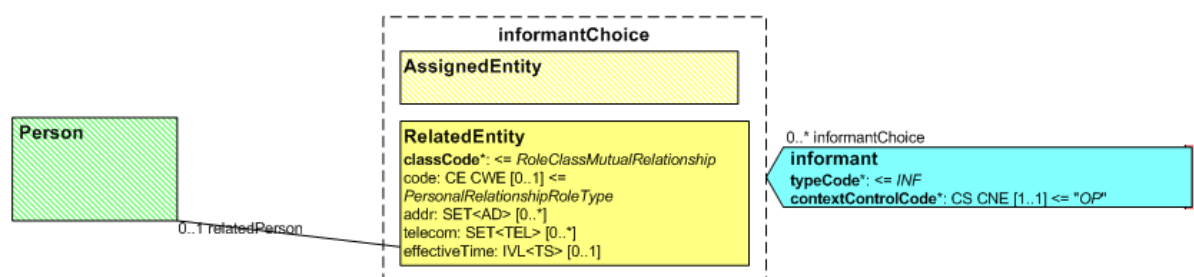 informantChoice
AssignedEntity
Person
RelatedEntity
classCode*: <= RoleClassMutualRelationship
code: CE CWE [0..1] <=
PersonalRelationshipRoleType
addr: SET<AD> [0..*]
telecom: SET<TEL> [0..*]
effectiveTime: IVL<TS> [0..1]
0..1 relatedPerson
0..* informantChoice
informant
typeCode*: <= INF
contextControlCode*: CS CNE [1..1] <= "OP"